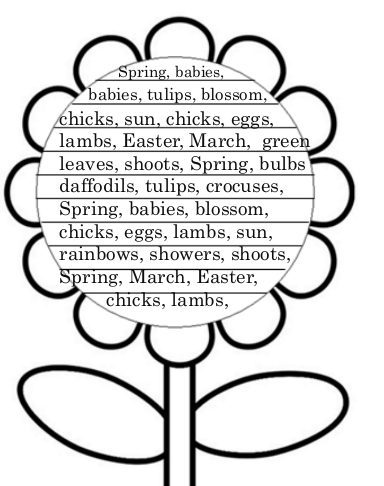 Spring, babies,
babies, tulips, blossom,
chicks, sun, chicks, eggs,
lambs, Easter, March, green
leaves, shoots, Spring, bulbs
daffodils, tulips, crocuses,
Spring, babies, blossom,
chicks, eggs, lambs, sun,
rainbows, showers, shoots,
Spring, March, Easter,
chicks, lambs,